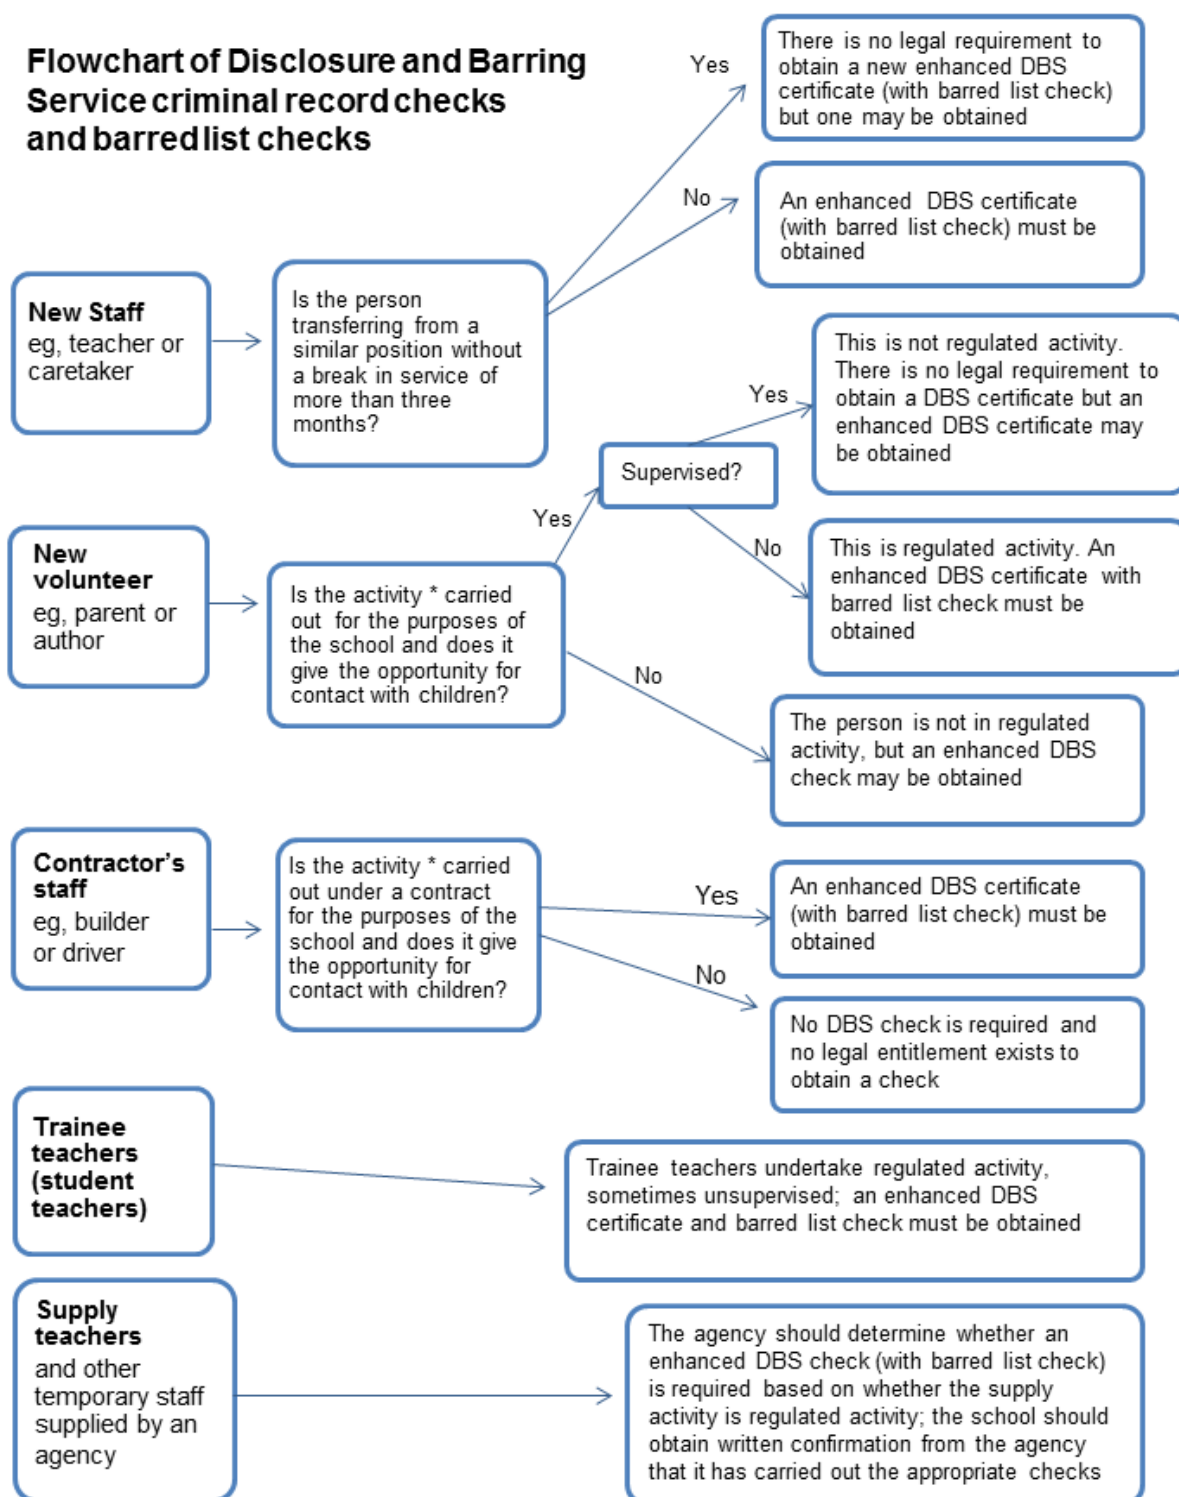 Flowchart of Disclosure and Barring
Service criminal record checks
and barred list checks
New Staff
eg, teacher or
caretaker
Is the person
transferring from a
similar position without
a break in service of
more than three
months?
Yes
There is no legal requirement to
obtain a new enhanced DBS
certificate (with barred list check)
but one may be obtained
No
An enhanced DBS certificate
(with barred list check) must be
obtained
New
volunteer
eg, parent or
author
Is the activity * carried
out for the purposes of
the school and does it
give the opportunity for
contact with children?
Yes
Supervised?
Yes
This is not regulated activity.
There is no legal requirement to
obtain a DBS certificate but an
enhanced DBS certificate may
be obtained
No
This is regulated activity. An
enhanced DBS certificate with
barred list check must be
obtained
No
The person is not in regulated
activity, but an enhanced DBS
check may be obtained
Contractor's
staff
eg, builder
or driver
Is the activity * carried
out under a contract
for the purposes of the
school and does it give
the opportunity for
contact with children?
Yes
An enhanced DBS certificate
(with barred list check) must be
obtained
No
No DBS check is required and
no legal entitlement exists to
obtain a check
Trainee
teachers
(student
teachers)
Trainee teachers undertake regulated activity,
sometimes unsupervised; an enhanced DBS
certificate and barred list check must be obtained
Supply
teachers
and other
temporary staff
supplied by an
agency
The agency should determine whether an
enhanced DBS check (with barred list check)
is required based on whether the supply
activity is regulated activity; the school should
obtain written confirmation from the agency
that it has carried out the appropriate checks